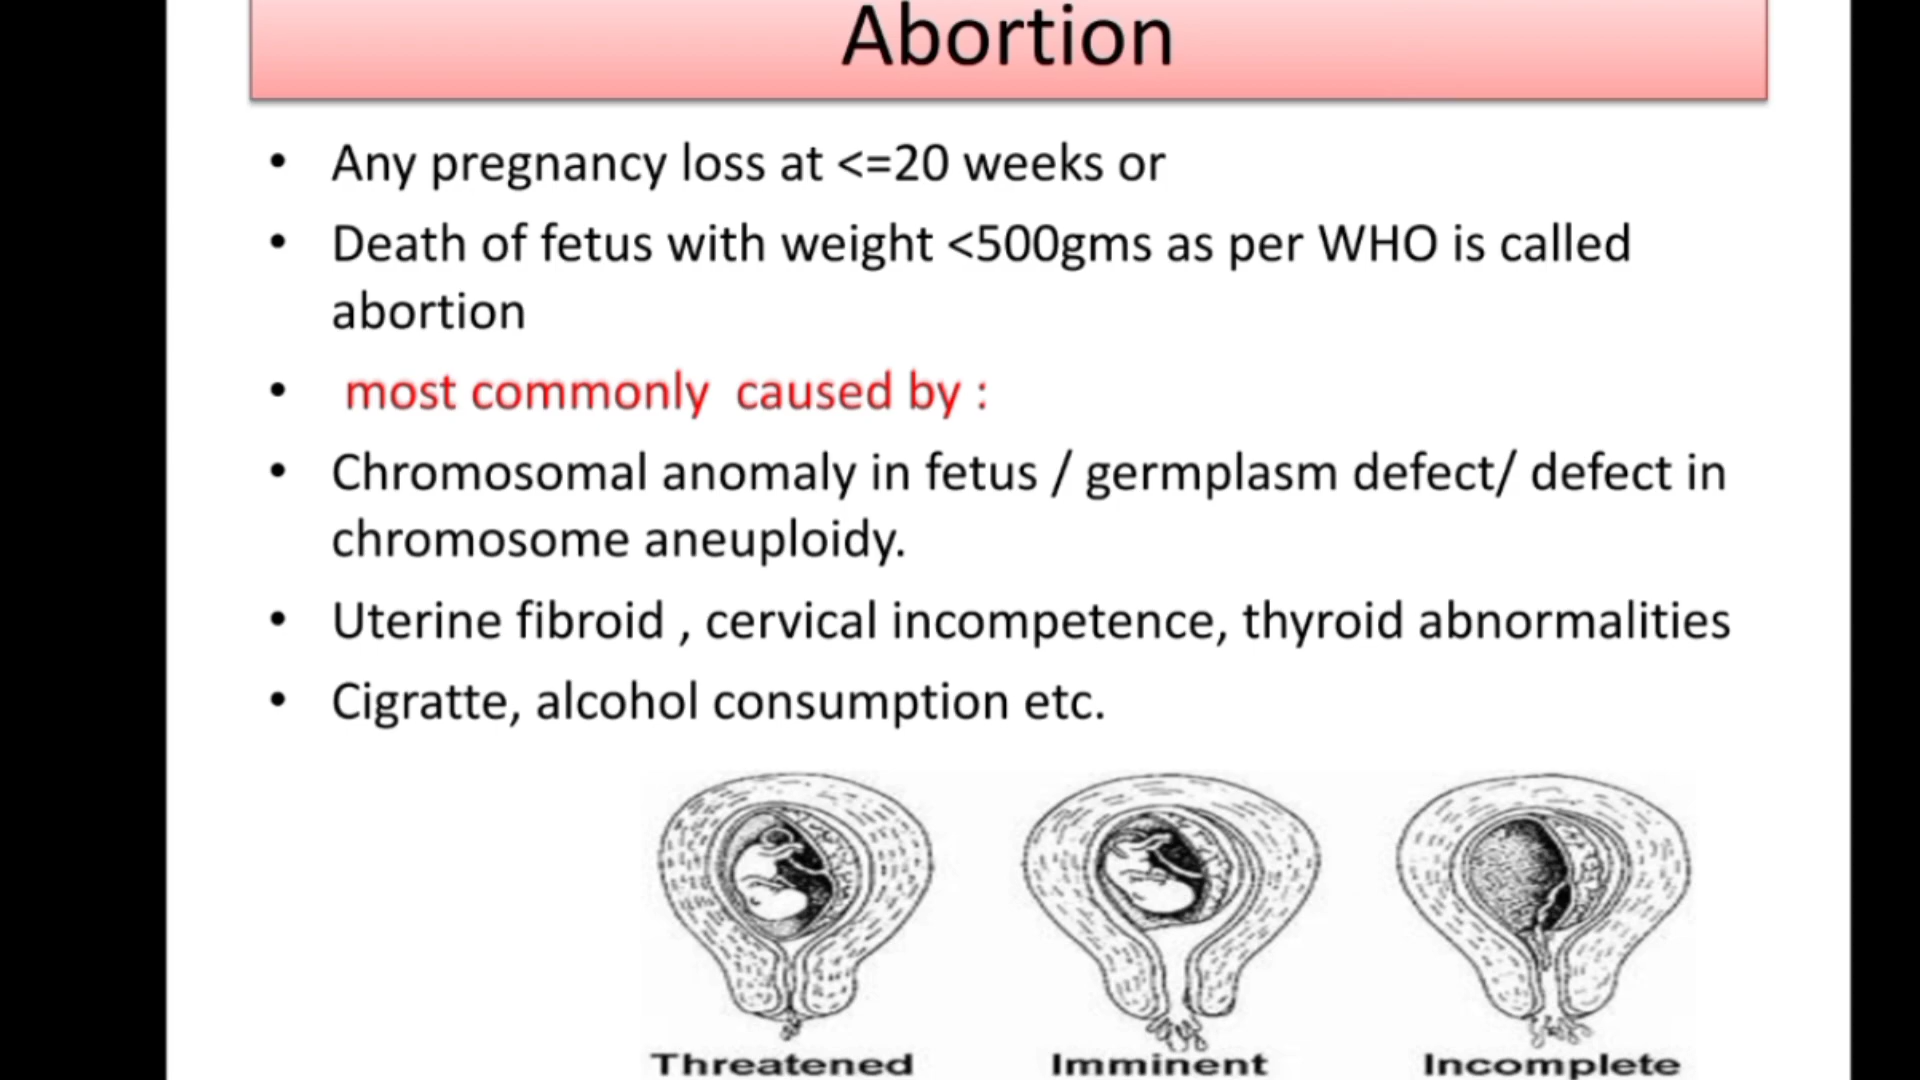 Abortion
• Any pregnancy loss at <=20 weeks or
• Death of fetus with weight <500gms as per WHO is called
abortion
• most commonly caused by :
• Chromosomal anomaly in fetus / germplasm defect/ defect in
chromosome aneuploidy.
• Uterine fibroid , cervical incompetence, thyroid abnormalities
• Cigratte, alcohol consumption etc.
Threatened Imminent Incomplete